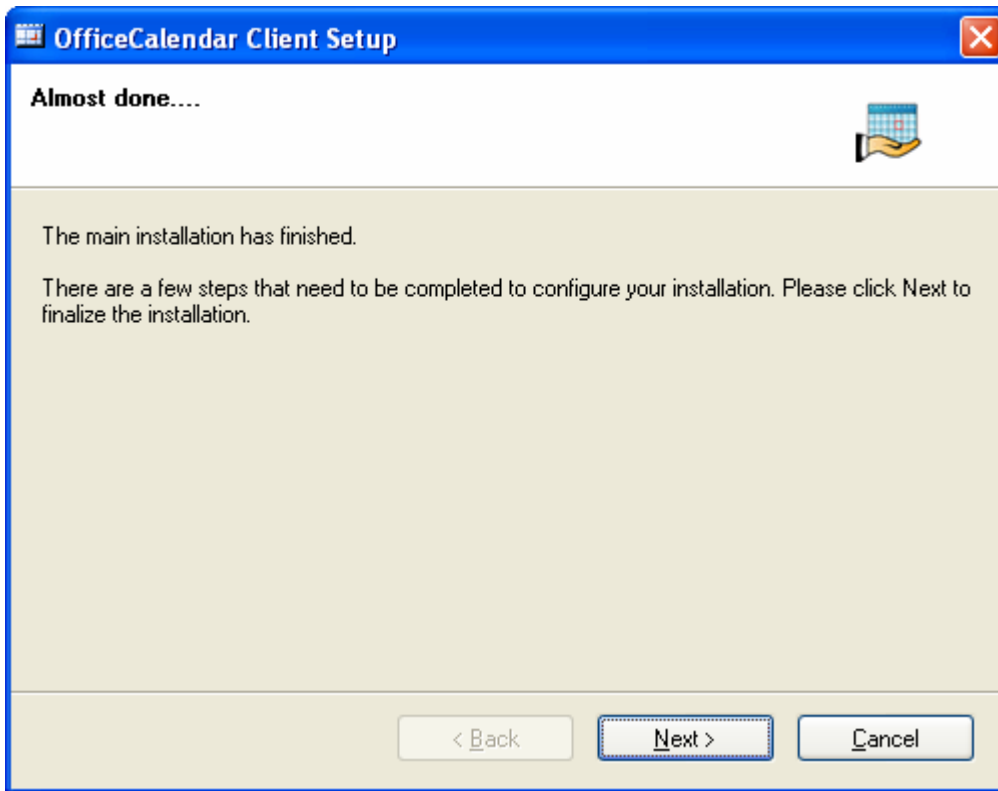 OfficeCalendar Client Setup
Almost done....
The main installation has finished.
There are a few steps that need to be completed to configure your installation. Please click Next to
finalize the installation.
< Back
Next >
Cancel